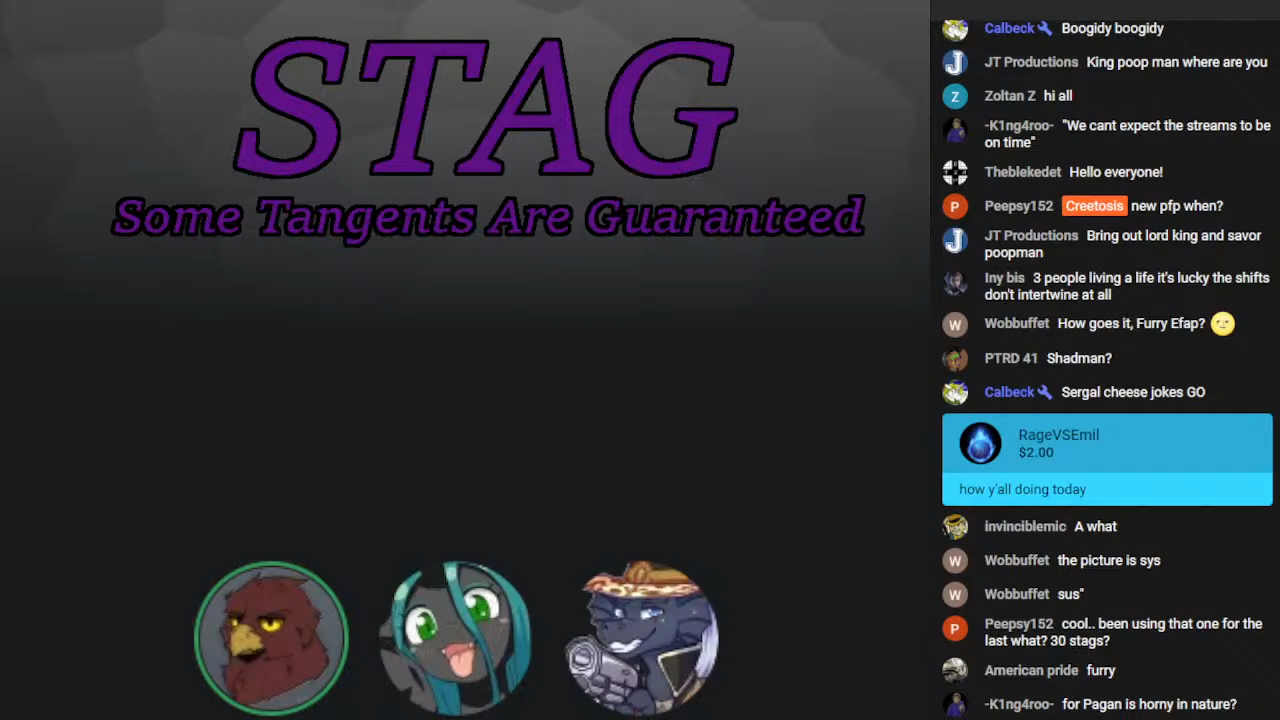 STAG
Some Tangents Are Guaranteed
Calbeck Boogidy boogidy
JT Productions King poop man where are you
Z
Zoltan Z hi all
-K1ng4roo- "We cant expect the streams to be
on time"
Theblekedet Hello everyone!
P
Peepsy152 Creetosis new pfp when?
JT Productions Bring out lord king and savor
poopman
Iny bis 3 people living a life it's lucky the shifts
don't intertwine at all
W
Wobbuffet How goes it, Furry Efap?
PTRD 41 Shadman?
Calbeck Sergal cheese jokes GO
RageVSEmil
$2.00
how y'all doing today
invinciblemic A what
W
Wobbuffet the picture is sys
W
Wobbuffet sus"
P
Peepsy152 cool.. been using that one for the
last what? 30 stags?
American pride furry
-K1ng4roo- for Pagan is horny in nature?